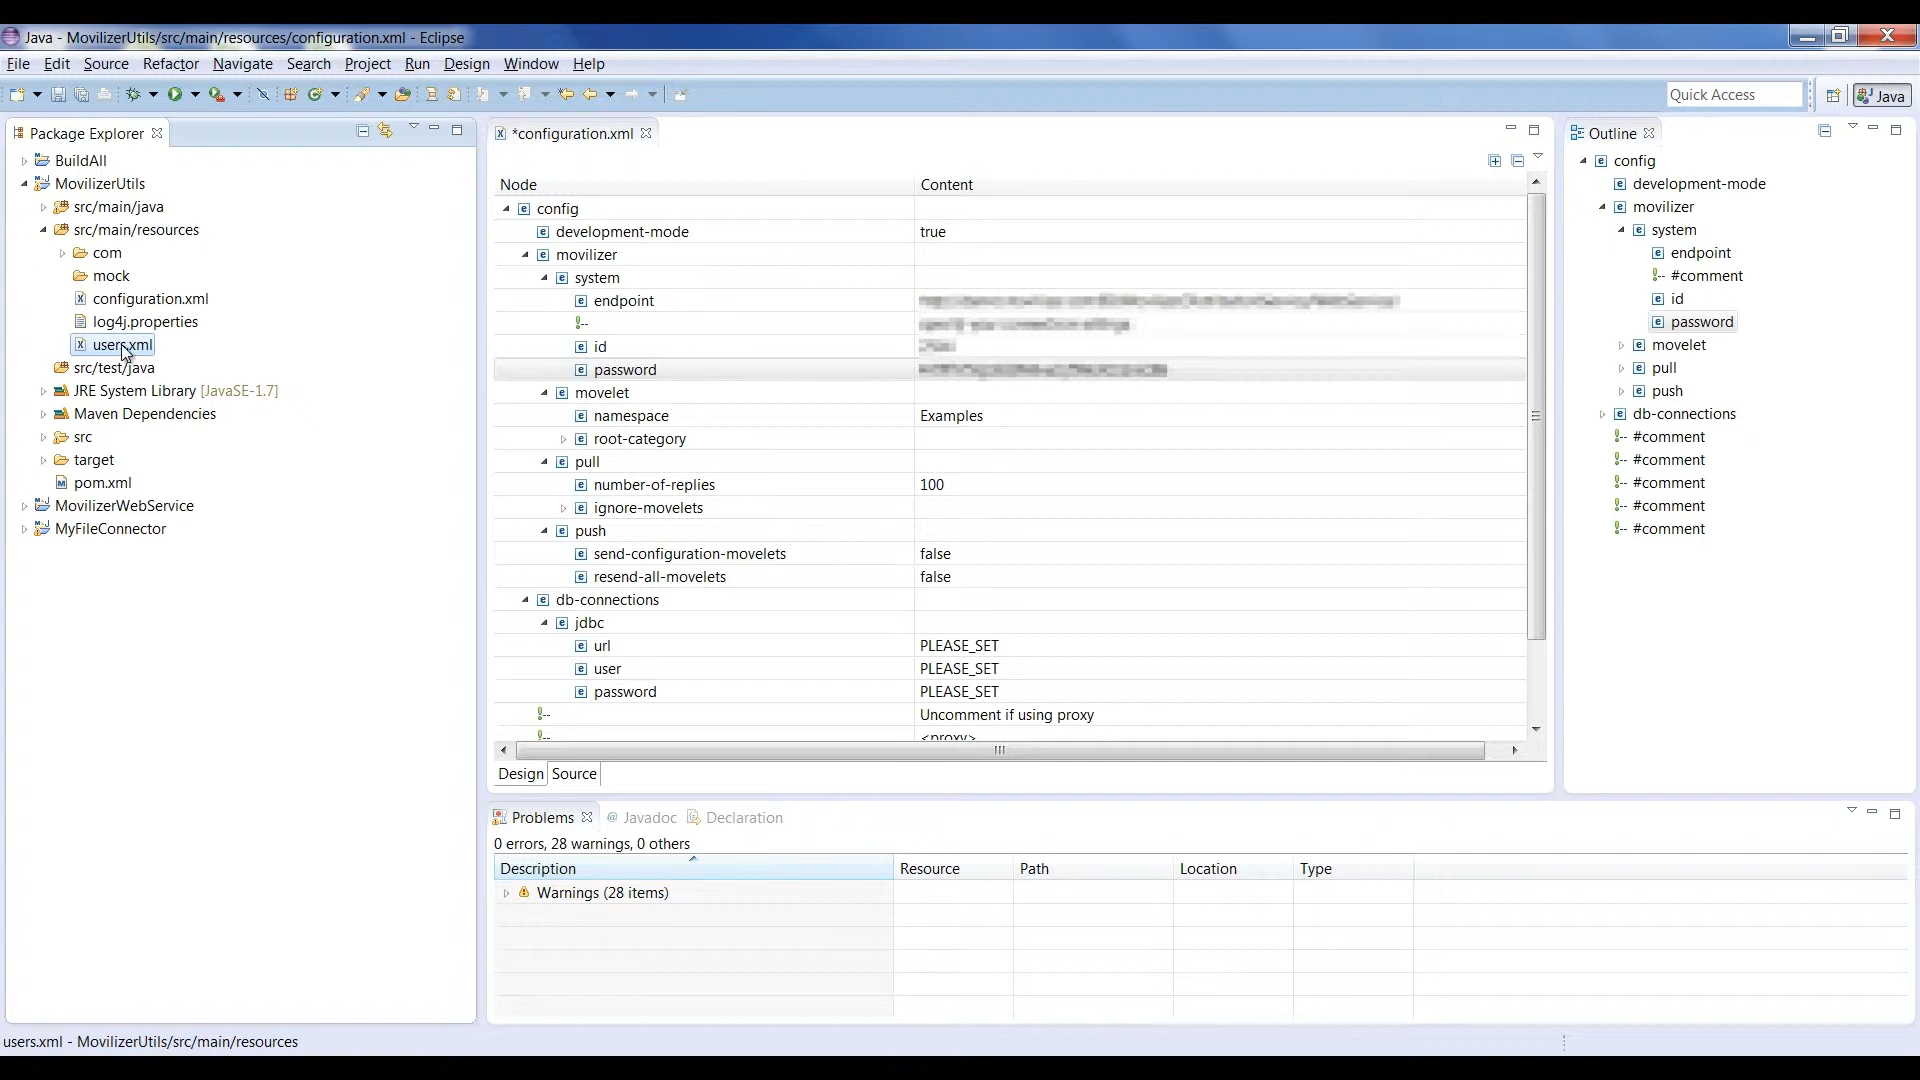 Java - MovilizerUtils/src/main/resources/configuration.xml - Eclipse
File Edit Source Refactor Navigate Search Project Run Design Window Help
Quick Access
Java
Package Explorer
BuildAll
MovilizerUtils
src/main/java
src/main/resources
com
mock
configuration.xml
log4j.properties
users.xml
src/test/java
JRE System Library [JavaSE-1.7]
Maven Dependencies
src
target
pom.xml
MovilizerWebService
MyFileConnector
*configuration.xml
Node Content
config
development-mode true
movilizer
system
endpoint
!--
id
password
movelet
namespace Examples
root-category
pull
number-of-replies 100
ignore-movelets
push
send-configuration-movelets false
resend-all-movelets false
db-connections
jdbc
url PLEASE_SET
user PLEASE_SET
password PLEASE_SET
!-- Uncomment if using proxy
!-- <proxy>
Design Source
Outline
config
development-mode
movilizer
system
endpoint
!-- #comment
id
password
movelet
pull
push
db-connections
!-- #comment
!-- #comment
!-- #comment
!-- #comment
!-- #comment
Problems @ Javadoc Declaration
0 errors, 28 warnings, 0 others
Description Resource Path Location Type
Warnings (28 items)
users.xml - MovilizerUtils/src/main/resources